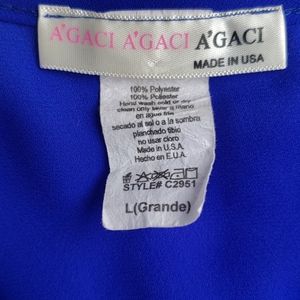 A'GACI A'GACI A'GACI
MADE IN USA
100% Polyester
100% Polyester
Hand wash cold or dry
clean only lavar a mano
en agua fria
secado al sol o a la sombra
planchado tibio
no usar cloro
Made in U.S.A.
Hecho en E.U.A.
STYLE# C2951
L(Grande)